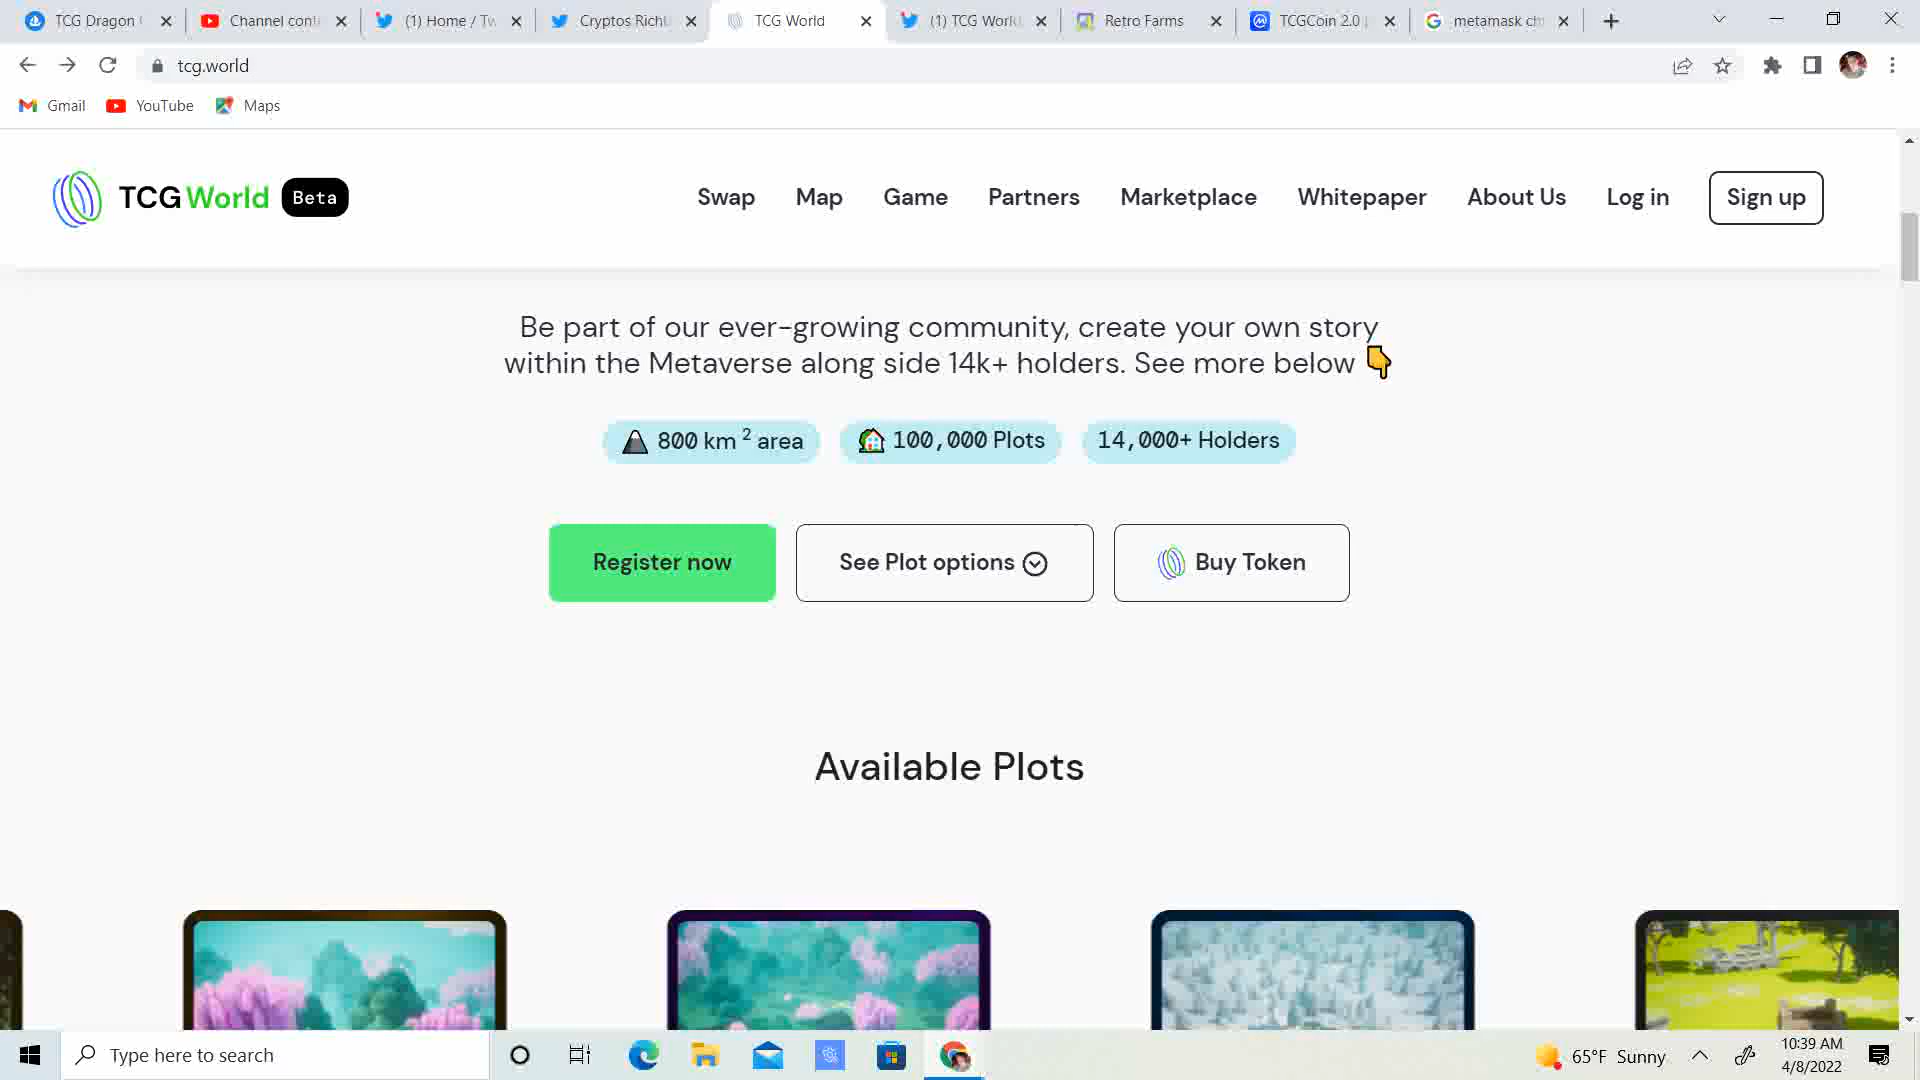 TCG Dragon
Channel cont
(1) Home / Tw
Cryptos Rich
TCG World
(1) TCG World
Retro Farms
TCGCoin 2.0
metamask ch
tcg.world
Gmail
YouTube
Maps
TCG World Beta
Swap
Map
Game
Partners
Marketplace
Whitepaper
About Us
Log in
Sign up
Be part of our ever-growing community, create your own story
within the Metaverse along side 14k+ holders. See more below 👇
800 km 2 area
100,000 Plots
14,000+ Holders
Register now
See Plot options
Buy Token
Available Plots
Type here to search
65°F Sunny
10:39 AM
4/8/2022